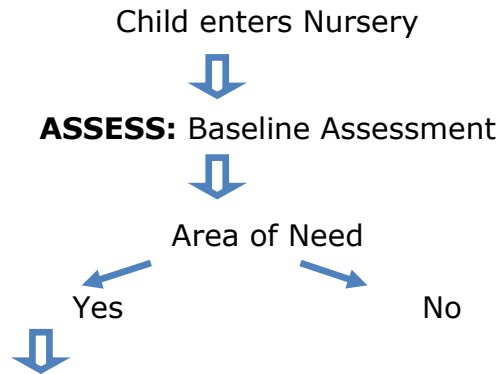 Child enters Nursery
ASSESS: Baseline Assessment
Area of Need
Yes No